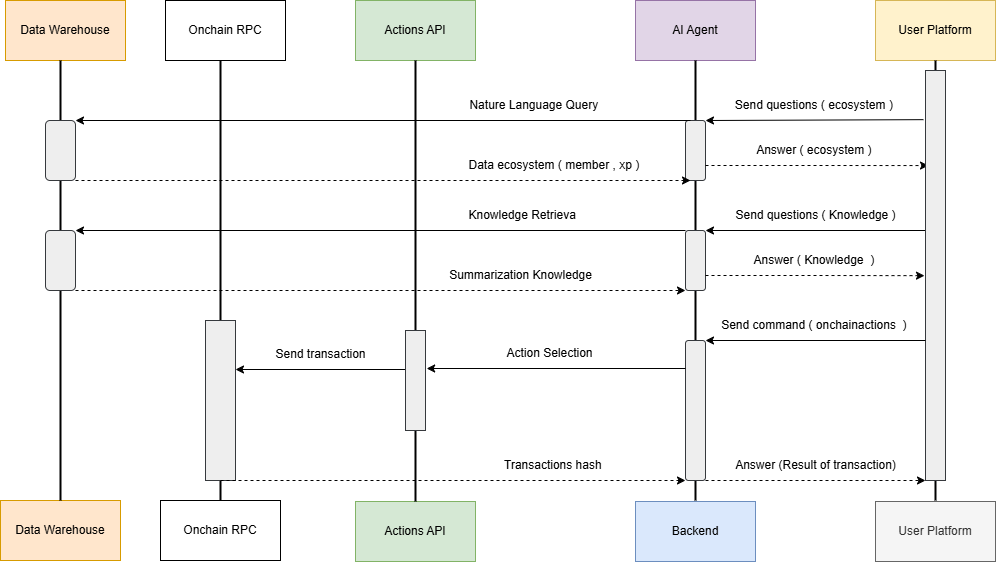 Data Warehouse
Onchain RPC
Actions API
AI Agent
User Platform
Nature Language Query
Send questions ( ecosystem )
Answer ( ecosystem )
Data ecosystem ( member , xp )
Knowledge Retrieva
Send questions ( Knowledge )
Answer ( Knowledge )
Summarization Knowledge
Send command ( onchainactions )
Send transaction
Action Selection
Transactions hash
Answer (Result of transaction)
Data Warehouse
Onchain RPC
Actions API
Backend
User Platform